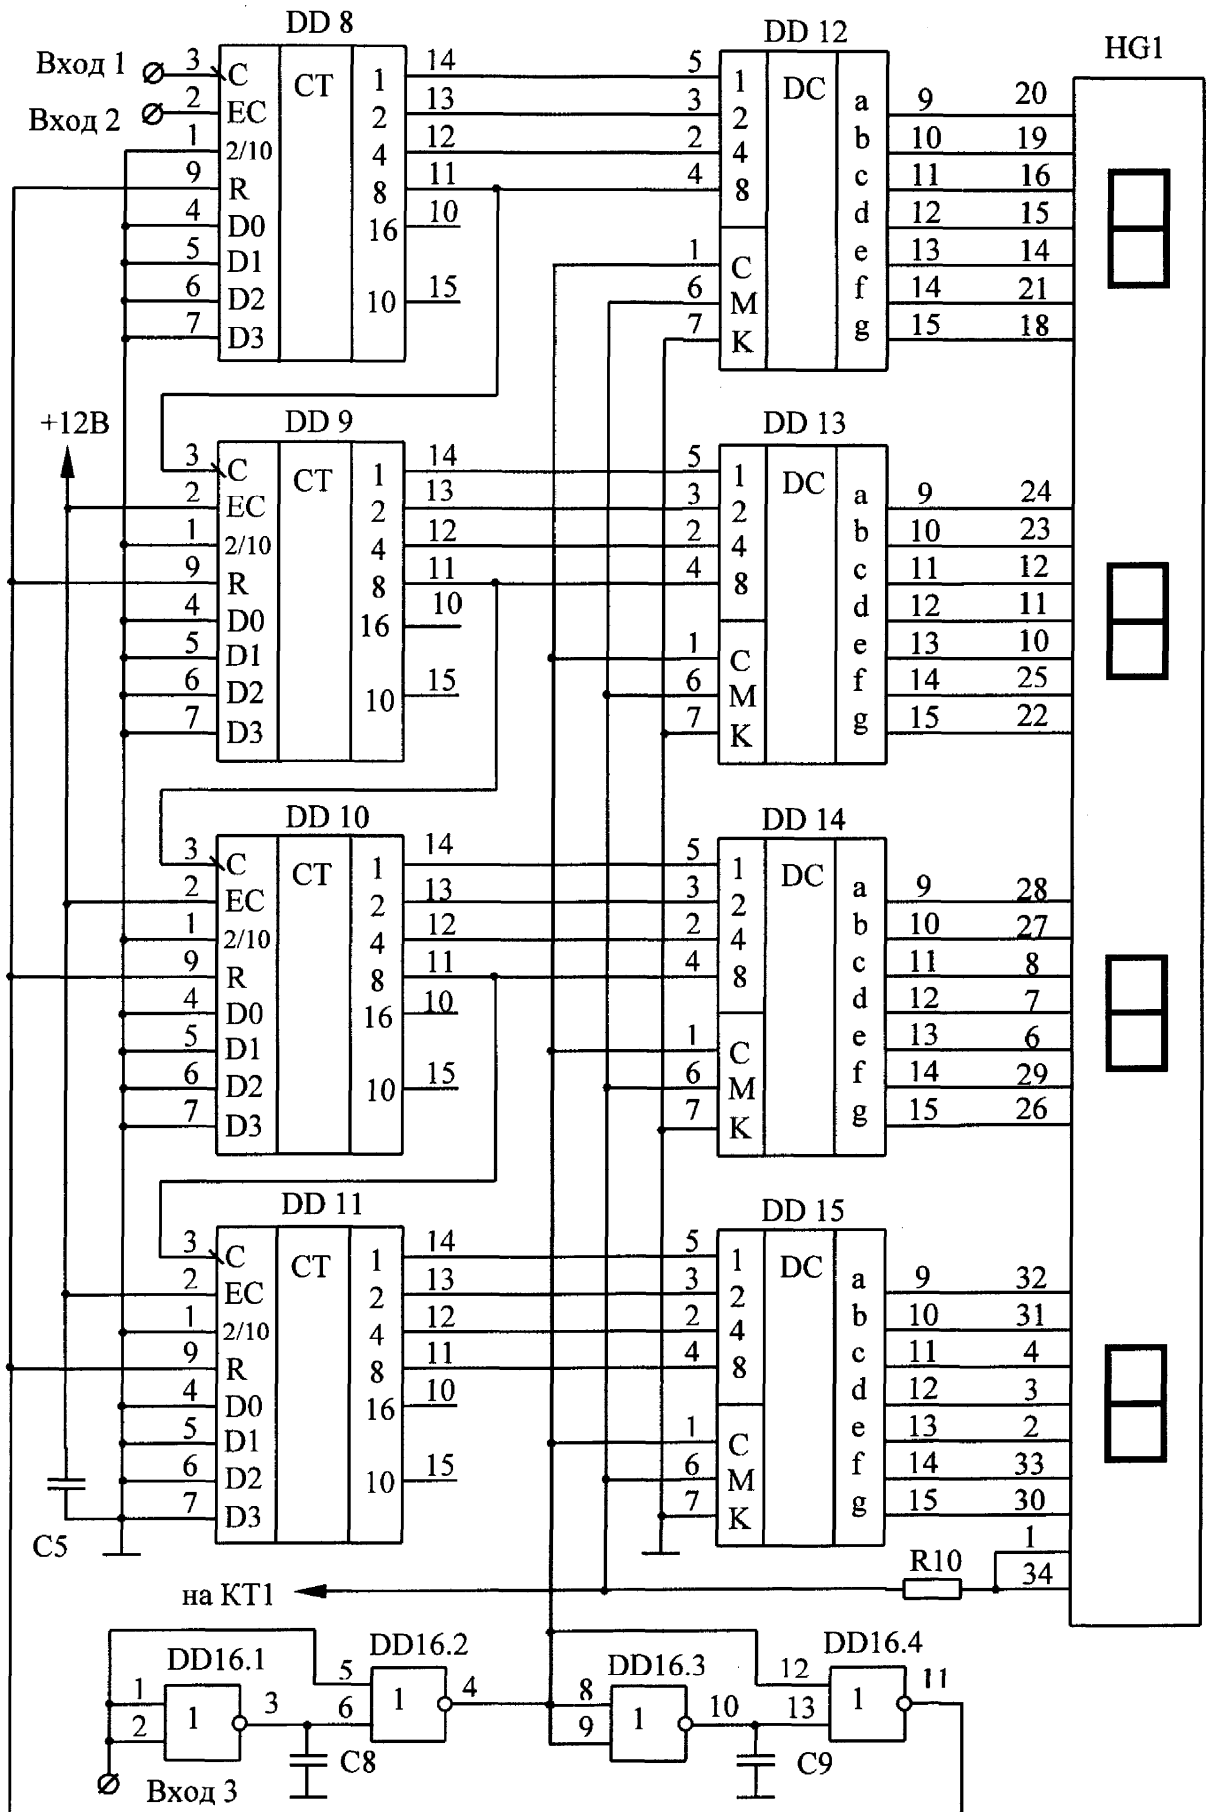 DD 8
DD 12
HG1
Вход 1
Вход 2
3
2
1
9
4
5
6
7
C
EC
2/10
R
D0
D1
D2
D3
CT
1
2
4
8
16
10
14
13
12
11
10
15
5
3
2
4
1
6
7
1
2
4
8
C
M
K
DC
a
b
c
d
e
f
g
9
10
11
12
13
14
15
20
19
16
15
14
21
18
+12В
DD 9
DD 13
3
2
1
9
4
5
6
7
C
EC
2/10
R
D0
D1
D2
D3
CT
1
2
4
8
16
10
14
13
12
11
10
15
5
3
2
4
1
6
7
1
2
4
8
C
M
K
DC
a
b
c
d
e
f
g
9
10
11
12
13
14
15
24
23
12
11
10
25
22
DD 10
DD 14
3
2
1
9
4
5
6
7
C
EC
2/10
R
D0
D1
D2
D3
CT
1
2
4
8
16
10
14
13
12
11
10
15
5
3
2
4
1
6
7
1
2
4
8
C
M
K
DC
a
b
c
d
e
f
g
9
10
11
12
13
14
15
28
27
8
7
6
29
26
DD 11
DD 15
3
2
1
9
4
5
6
7
C
EC
2/10
R
D0
D1
D2
D3
CT
1
2
4
8
16
10
14
13
12
11
10
15
5
3
2
4
1
6
7
1
2
4
8
C
M
K
DC
a
b
c
d
e
f
g
9
10
11
12
13
14
15
32
31
4
3
2
33
30
1
34
C5
R10
на КТ1
DD16.1
1
2
1
3
C8
Вход 3
DD16.2
5
6
1
4
DD16.3
8
9
1
10
C9
DD16.4
12
13
1
11